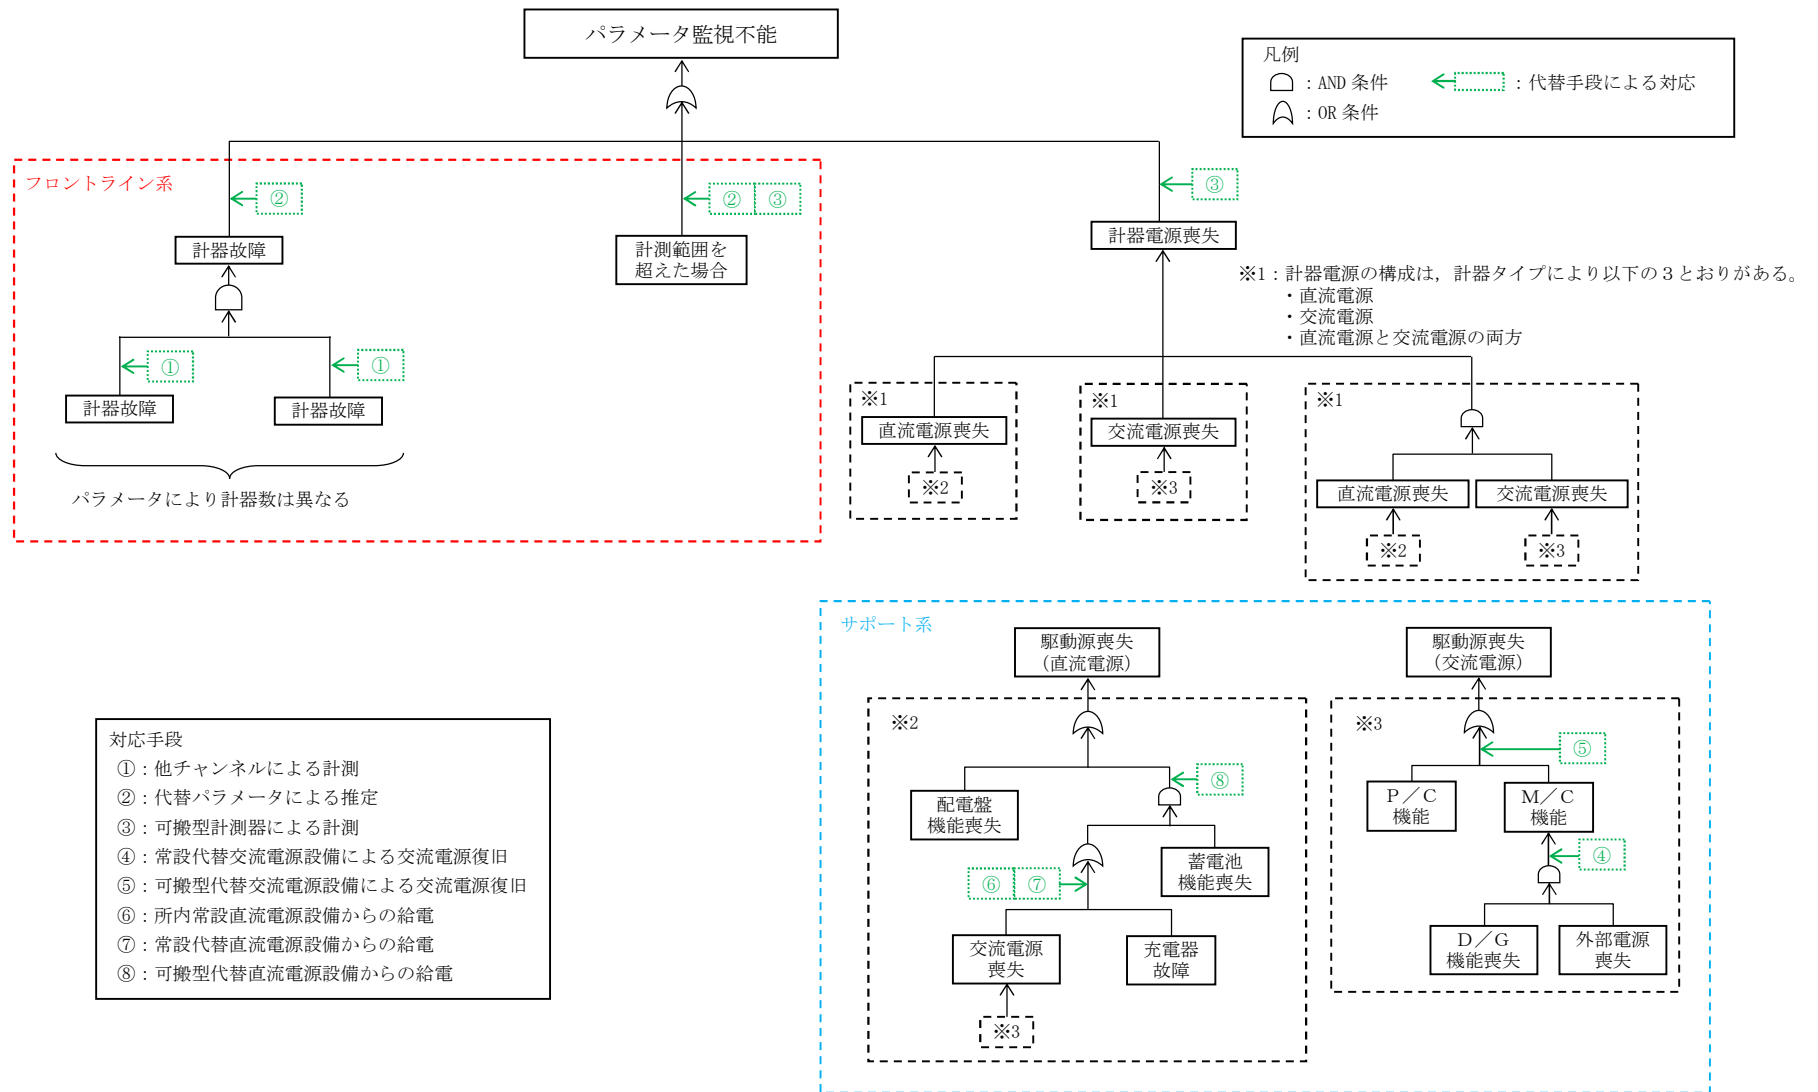 パラメータ監視不能
凡例
：AND 条件
：代替手段による対応
：OR 条件
フロントライン系
②
② ③
③
計器故障
計測範囲を
超えた場合
計器電源喪失
※1：計器電源の構成は，計器タイプにより以下の３とおりがある。
・直流電源
・交流電源
・直流電源と交流電源の両方
①
①
計器故障
計器故障
パラメータにより計器数は異なる
※1
直流電源喪失
※2
※1
交流電源喪失
※3
※1
直流電源喪失
交流電源喪失
※2
※3
サポート系
駆動源喪失
（直流電源）
※2
⑧
配電盤
機能喪失
蓄電池
機能喪失
⑥ ⑦
交流電源
喪失
充電器
故障
※3
駆動源喪失
（交流電源）
※3
⑤
Ｐ／Ｃ
機能
Ｍ／Ｃ
機能
④
Ｄ／Ｇ
機能喪失
外部電源
喪失
対応手段
①：他チャンネルによる計測
②：代替パラメータによる推定
③：可搬型計測器による計測
④：常設代替交流電源設備による交流電源復旧
⑤：可搬型代替交流電源設備による交流電源復旧
⑥：所内常設直流電源設備からの給電
⑦：常設代替直流電源設備からの給電
⑧：可搬型代替直流電源設備からの給電